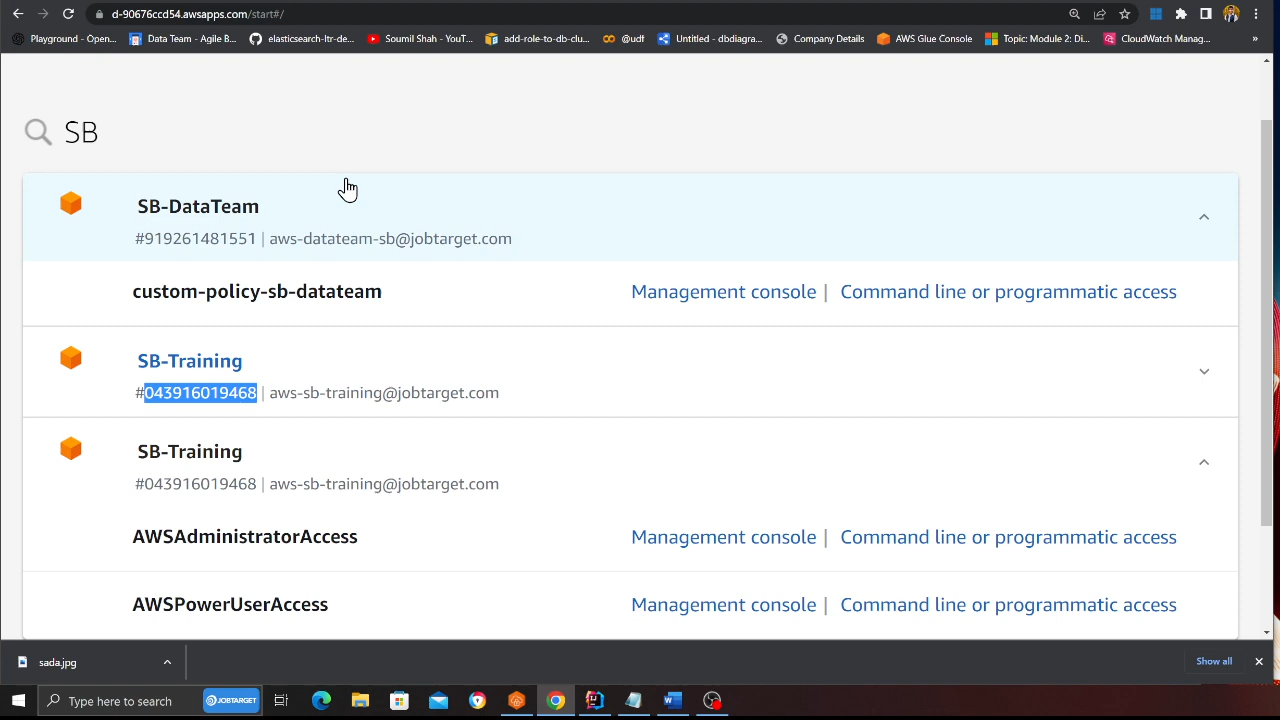 d-90676ccd54.awsapps.com/start#/
Playground - Open... Data Team - Agile B... elasticsearch-ltr-de... Soumil Shah - YouT... add-role-to-db-clu... @udf Untitled - dbdiagra... Company Details AWS Glue Console Topic: Module 2: Di... CloudWatch Manag... »
SB
SB-DataTeam
#919261481551 | aws-datateam-sb@jobtarget.com
custom-policy-sb-datateam Management console | Command line or programmatic access
SB-Training
#043916019468 | aws-sb-training@jobtarget.com
SB-Training
#043916019468 | aws-sb-training@jobtarget.com
AWSAdministratorAccess Management console | Command line or programmatic access
AWSPowerUserAccess Management console | Command line or programmatic access
sada.jpg Show all
Type here to search JOBTARGET